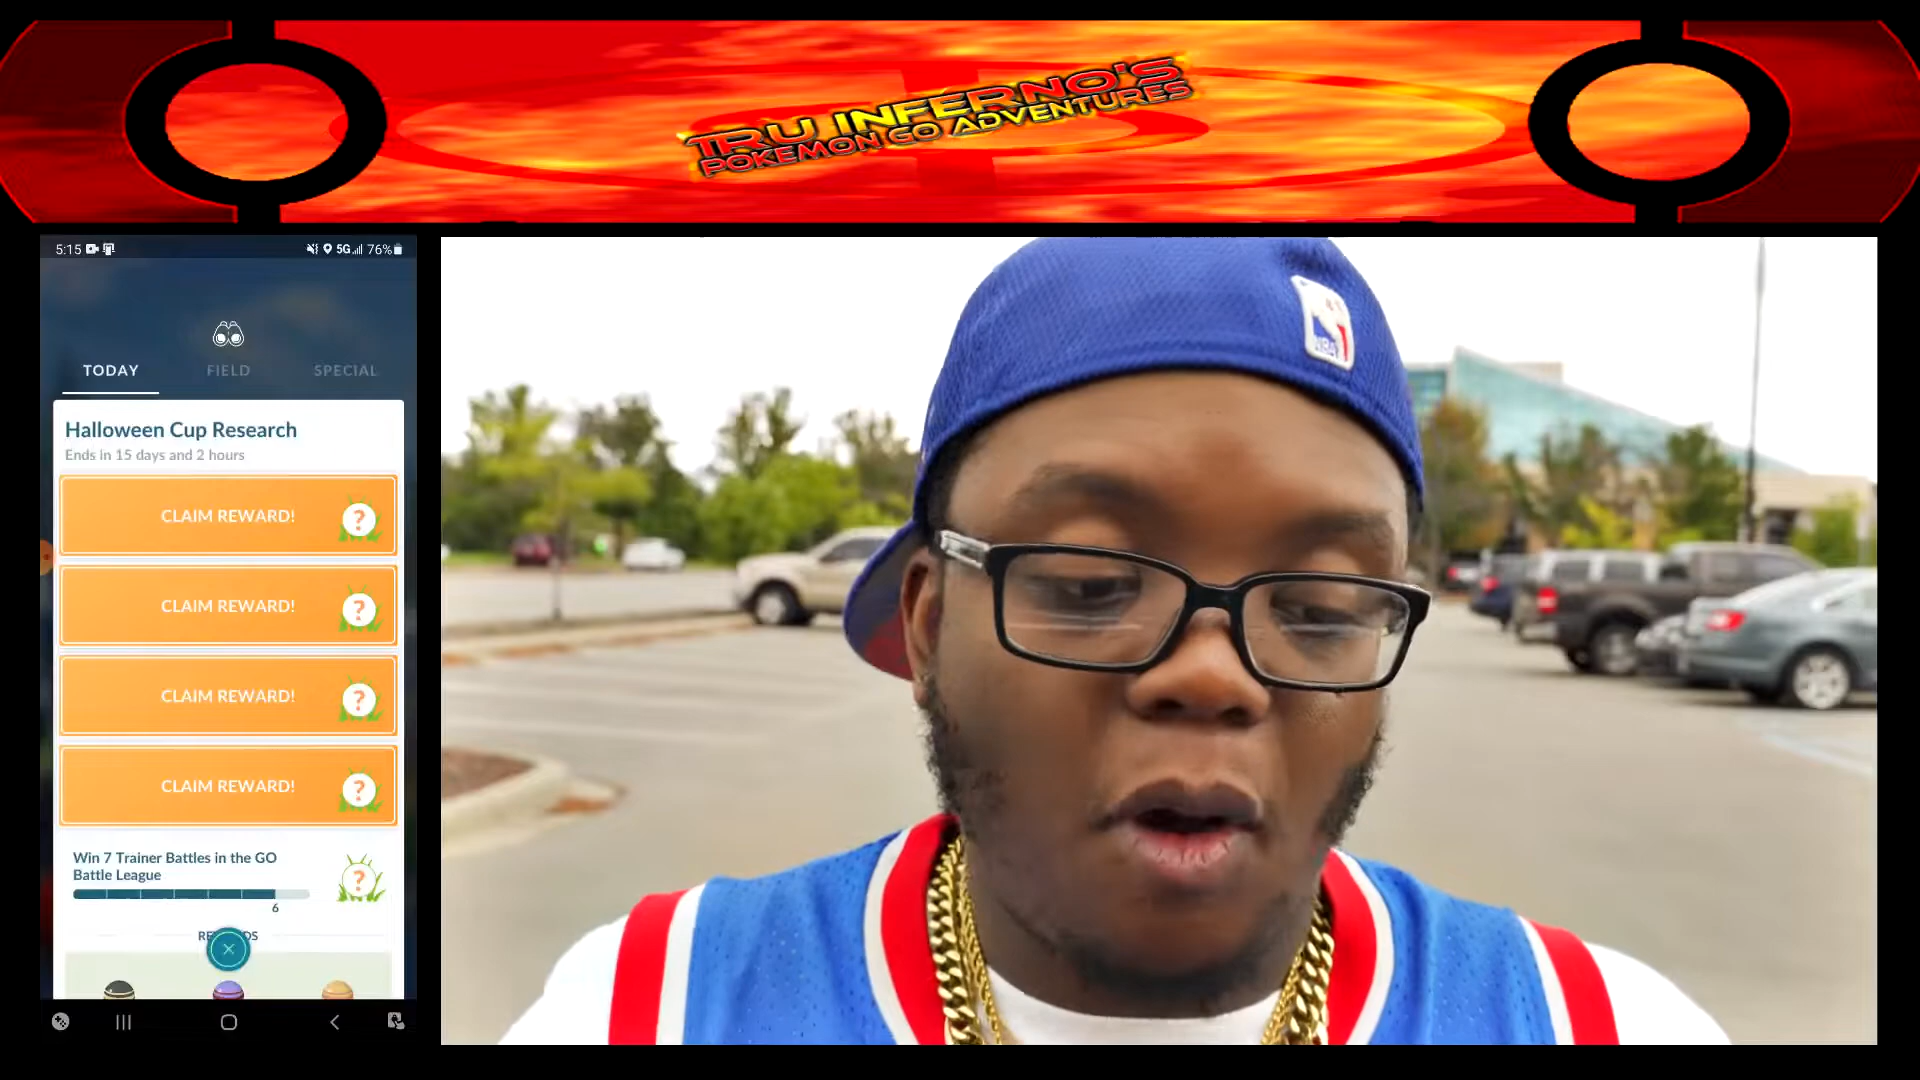 TRU INFERNO'S
POKEMON GO ADVENTURES
5:15
5G
76%
TODAY
FIELD
SPECIAL
Halloween Cup Research
Ends in 15 days and 2 hours
CLAIM REWARD!
?
CLAIM REWARD!
?
CLAIM REWARD!
?
CLAIM REWARD!
?
Win 7 Trainer Battles in the GO
Battle League
?
6
NBA